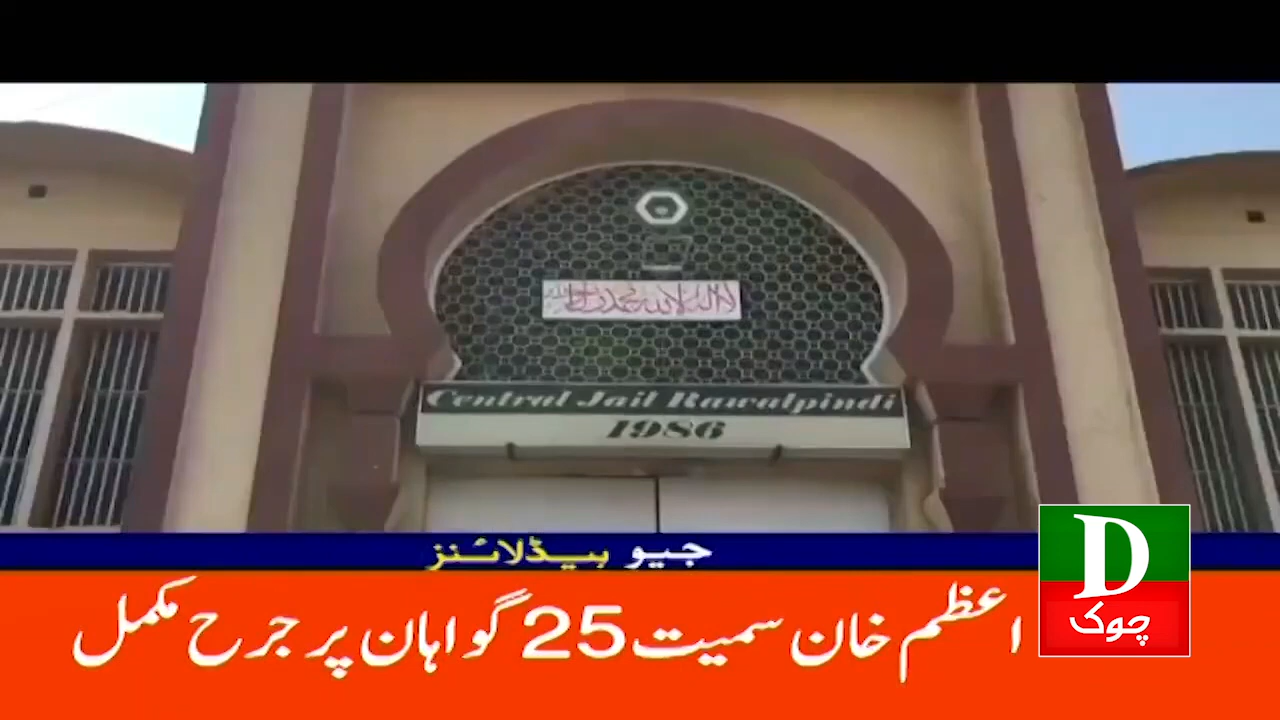 لا الہ الا اللہ محمد رسول اللہ
Central Jail Rawalpindi
1986
جیو ہیڈلائنز
اعظم خان سمیت 25 گواہان پر جرح مکمل
D
چوک